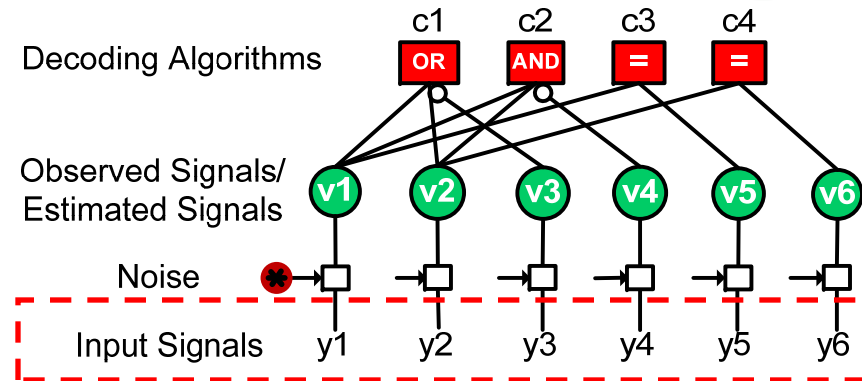 c1 c2 c3 c4
Decoding Algorithms OR AND = =
Observed Signals/
Estimated Signals
v1 v2 v3 v4 v5 v6
Noise *
Input Signals y1 y2 y3 y4 y5 y6